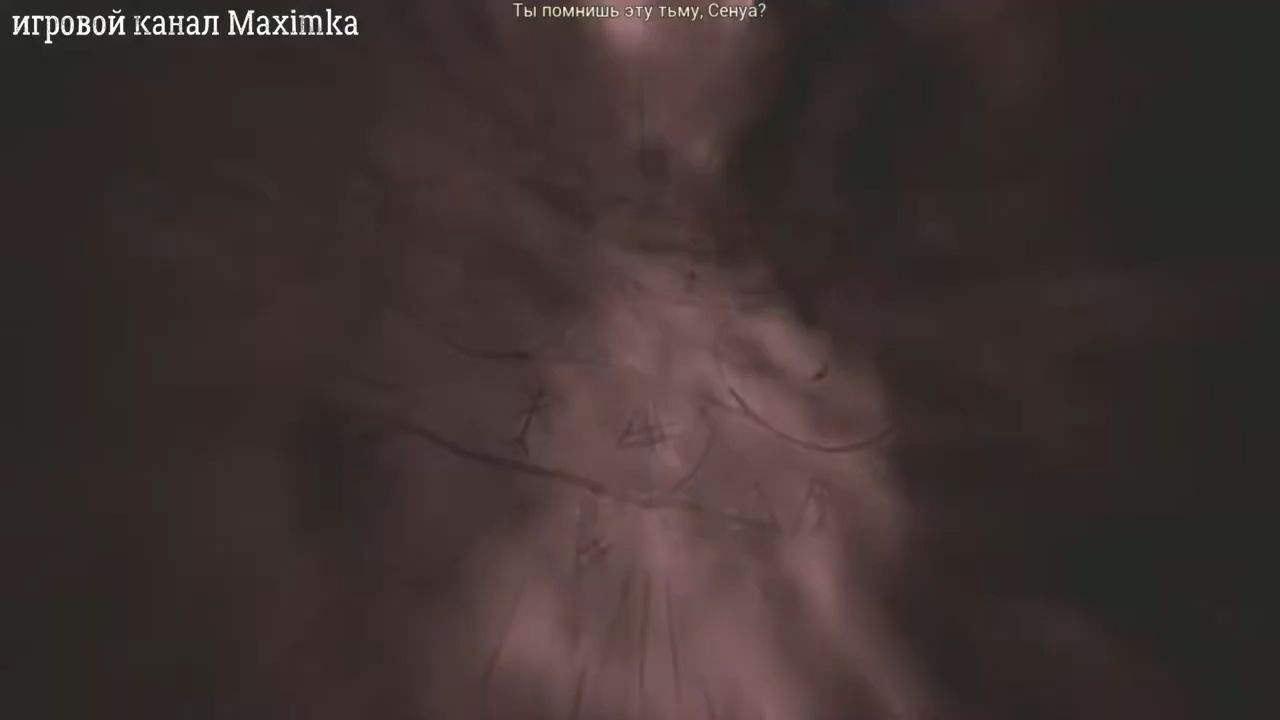 Ты помнишь эту тьму, Сенуа?
игровой канал Maximka